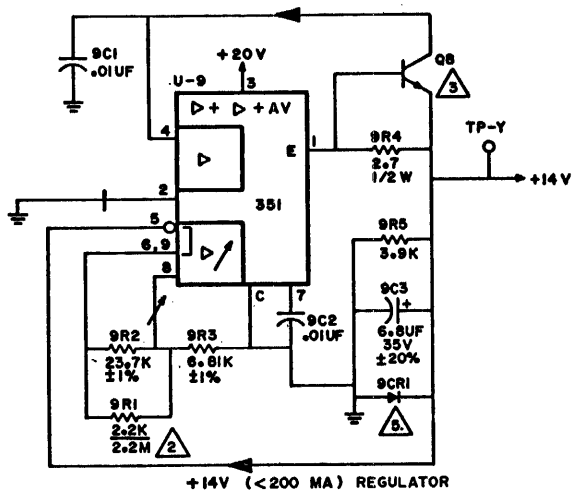 9C1
.01UF
+20V
U-9
3
+ + AV
4
1
E
Q8
3
9R4
2.7
1/2 W
TP-Y
+14V
2
351
5
6,9
8
C
7
9R5
3.9K
9C2
.01UF
9C3
+
6.8UF
35V
±20%
9R2
23.7K
±1%
9R3
6.81K
±1%
9R1
2.2K
2.2M
2
9CR1
5.
+14V (<200 MA) REGULATOR